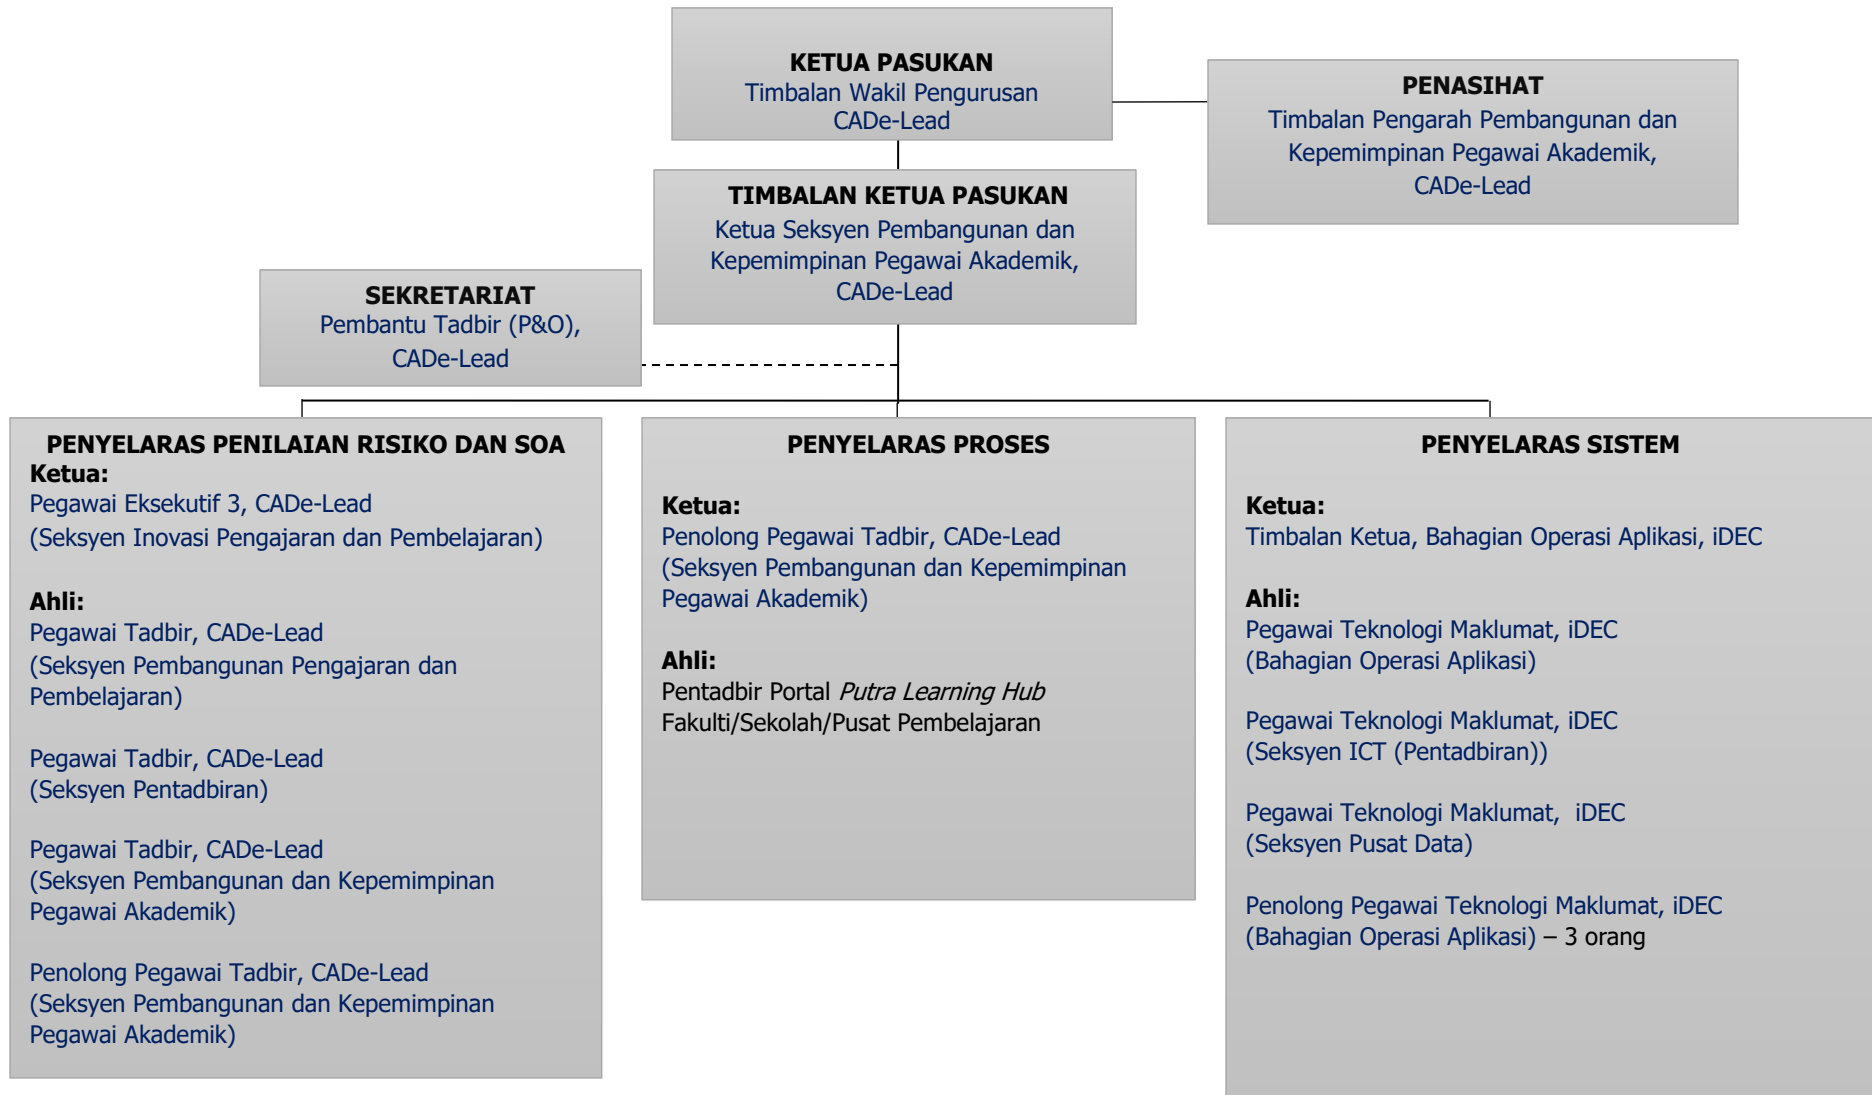 KETUA PASUKAN
Timbalan Wakil Pengurusan
CADe-Lead
PENASIHAT
Timbalan Pengarah Pembangunan dan
Kepemimpinan Pegawai Akademik,
CADe-Lead
TIMBALAN KETUA PASUKAN
Ketua Seksyen Pembangunan dan
Kepemimpinan Pegawai Akademik,
CADe-Lead
SEKRETARIAT
Pembantu Tadbir (P&O),
CADe-Lead
PENYELARAS PENILAIAN RISIKO DAN SOA
Ketua:
Pegawai Eksekutif 3, CADe-Lead
(Seksyen Inovasi Pengajaran dan Pembelajaran)
Ahli:
Pegawai Tadbir, CADe-Lead
(Seksyen Pembangunan Pengajaran dan
Pembelajaran)
Pegawai Tadbir, CADe-Lead
(Seksyen Pentadbiran)
Pegawai Tadbir, CADe-Lead
(Seksyen Pembangunan dan Kepemimpinan
Pegawai Akademik)
Penolong Pegawai Tadbir, CADe-Lead
(Seksyen Pembangunan dan Kepemimpinan
Pegawai Akademik)
PENYELARAS PROSES
Ketua:
Penolong Pegawai Tadbir, CADe-Lead
(Seksyen Pembangunan dan Kepemimpinan
Pegawai Akademik)
Ahli:
Pentadbir Portal Putra Learning Hub
Fakulti/Sekolah/Pusat Pembelajaran
PENYELARAS SISTEM
Ketua:
Timbalan Ketua, Bahagian Operasi Aplikasi, iDEC
Ahli:
Pegawai Teknologi Maklumat, iDEC
(Bahagian Operasi Aplikasi)
Pegawai Teknologi Maklumat, iDEC
(Seksyen ICT (Pentadbiran))
Pegawai Teknologi Maklumat, iDEC
(Seksyen Pusat Data)
Penolong Pegawai Teknologi Maklumat, iDEC
(Bahagian Operasi Aplikasi) – 3 orang